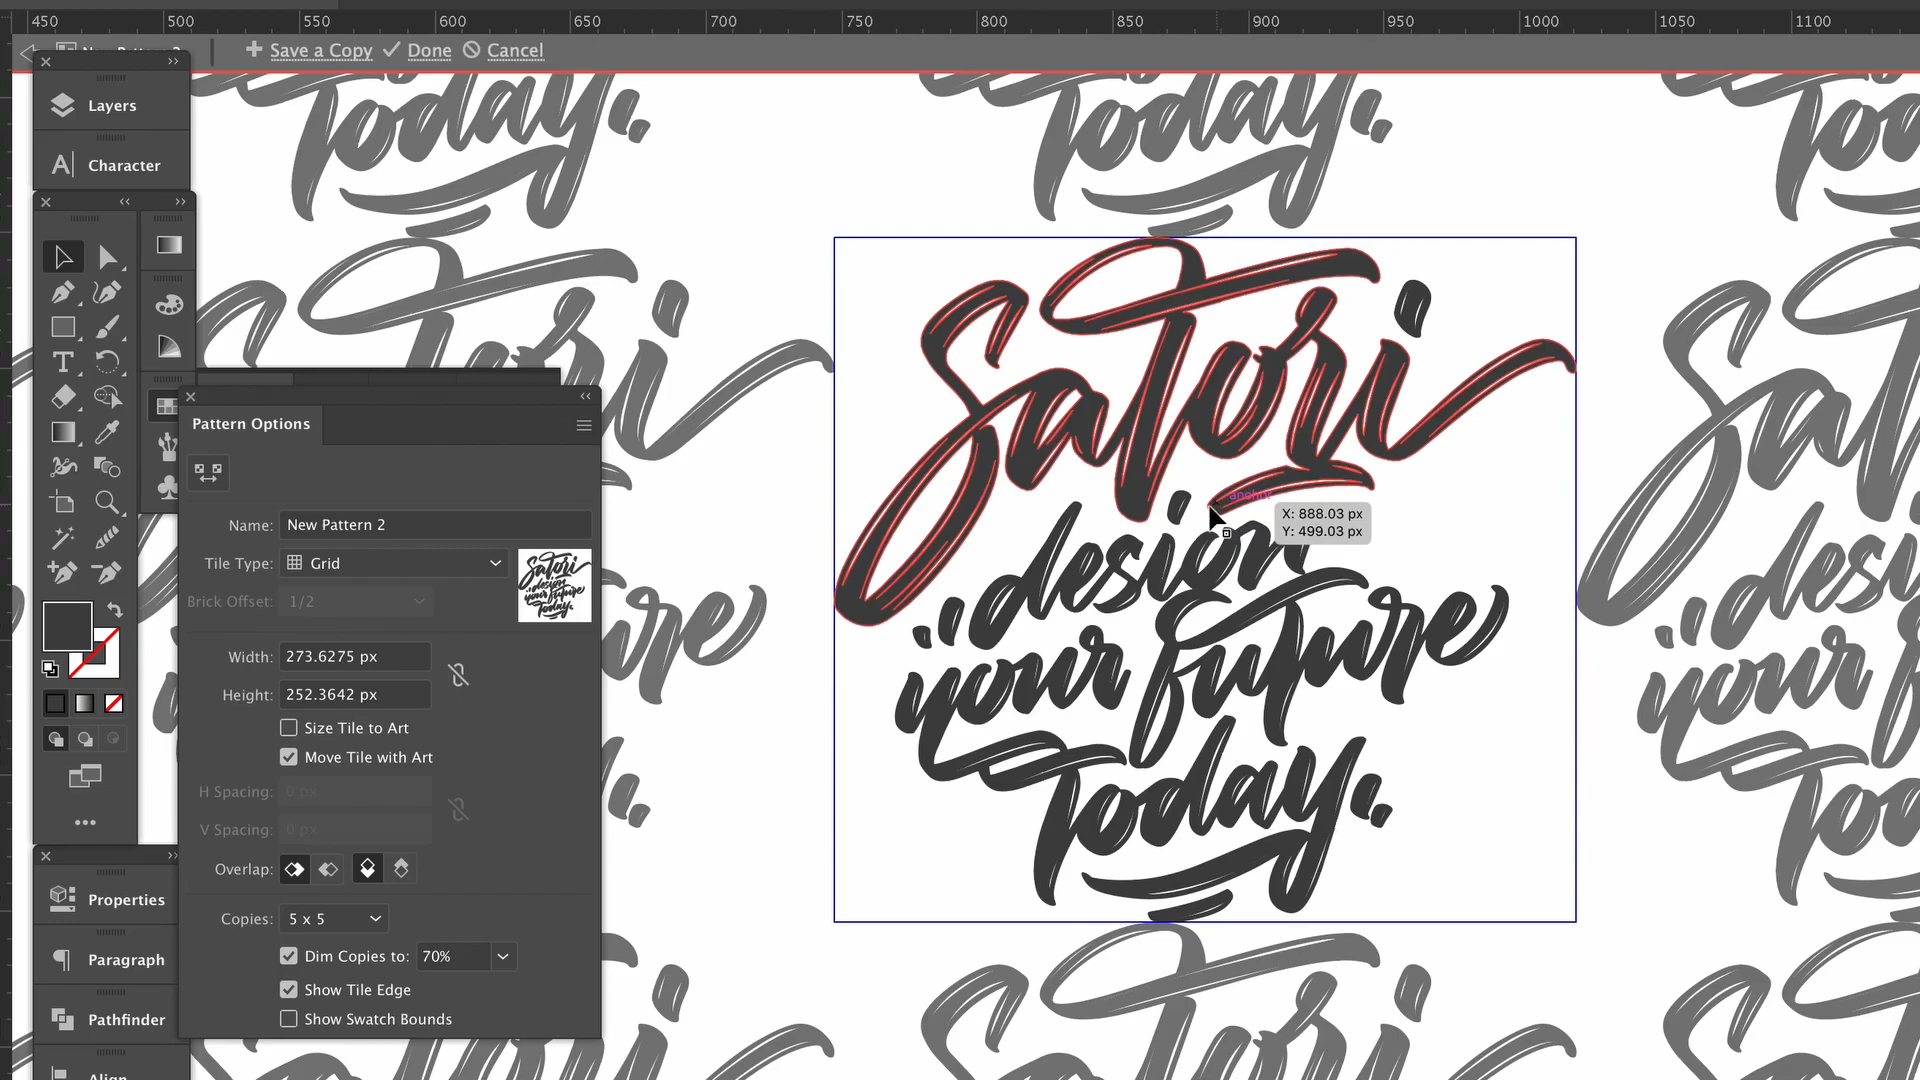 450 500 550 600 650 700 750 800 850 900 950 1000 1050 1100
Save a Copy Done Cancel
Layers
Character
Today.
Today.
Satori
design
your future
Today.
Satori
anchor
X: 888.03 px
Y: 499.03 px
Pattern Options
Name: New Pattern 2
Tile Type: Grid
Brick Offset: 1/2
Width: 273.6275 px
Height: 252.3642 px
Size Tile to Art
Move Tile with Art
H Spacing: 0 px
V Spacing: 0 px
Overlap:
Copies: 5 x 5
Dim Copies to: 70%
Show Tile Edge
Show Swatch Bounds
Properties
Paragraph
Pathfinder
Align